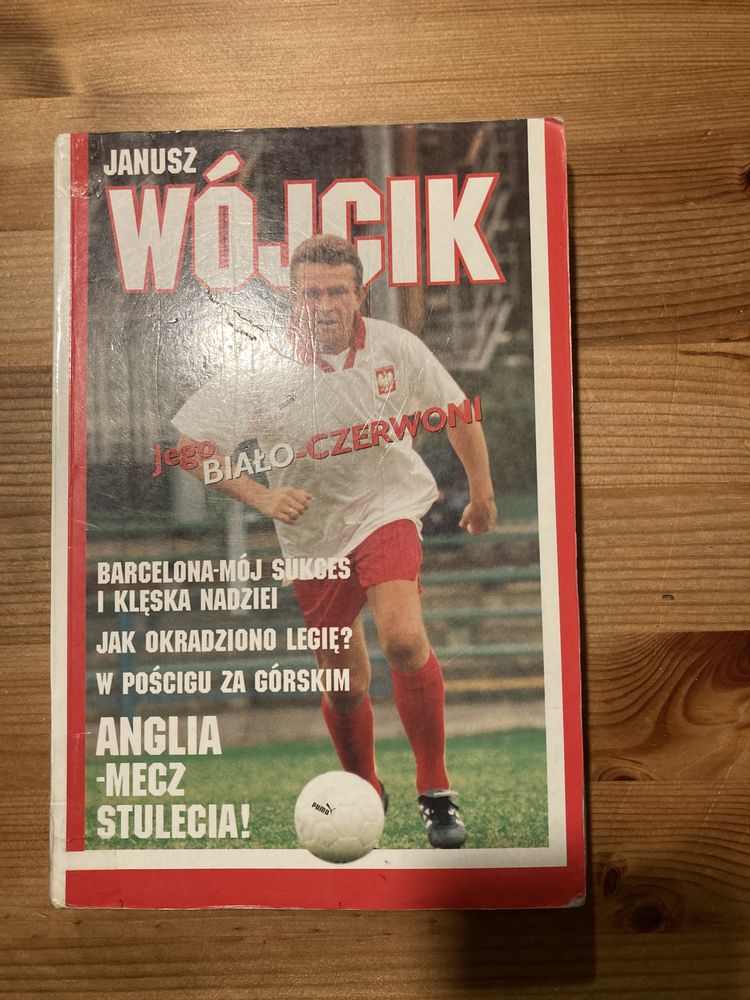 JANUSZ
WÓJCIK
Jego BIAŁO-CZERWONI
BARCELONA-MÓJ SUKCES
I KLĘSKA NADZIEI
JAK OKRADZIONO LEGIĘ?
W POŚCIGU ZA GÓRSKIM
ANGLIA
-MECZ
STULECIA!
PUMA